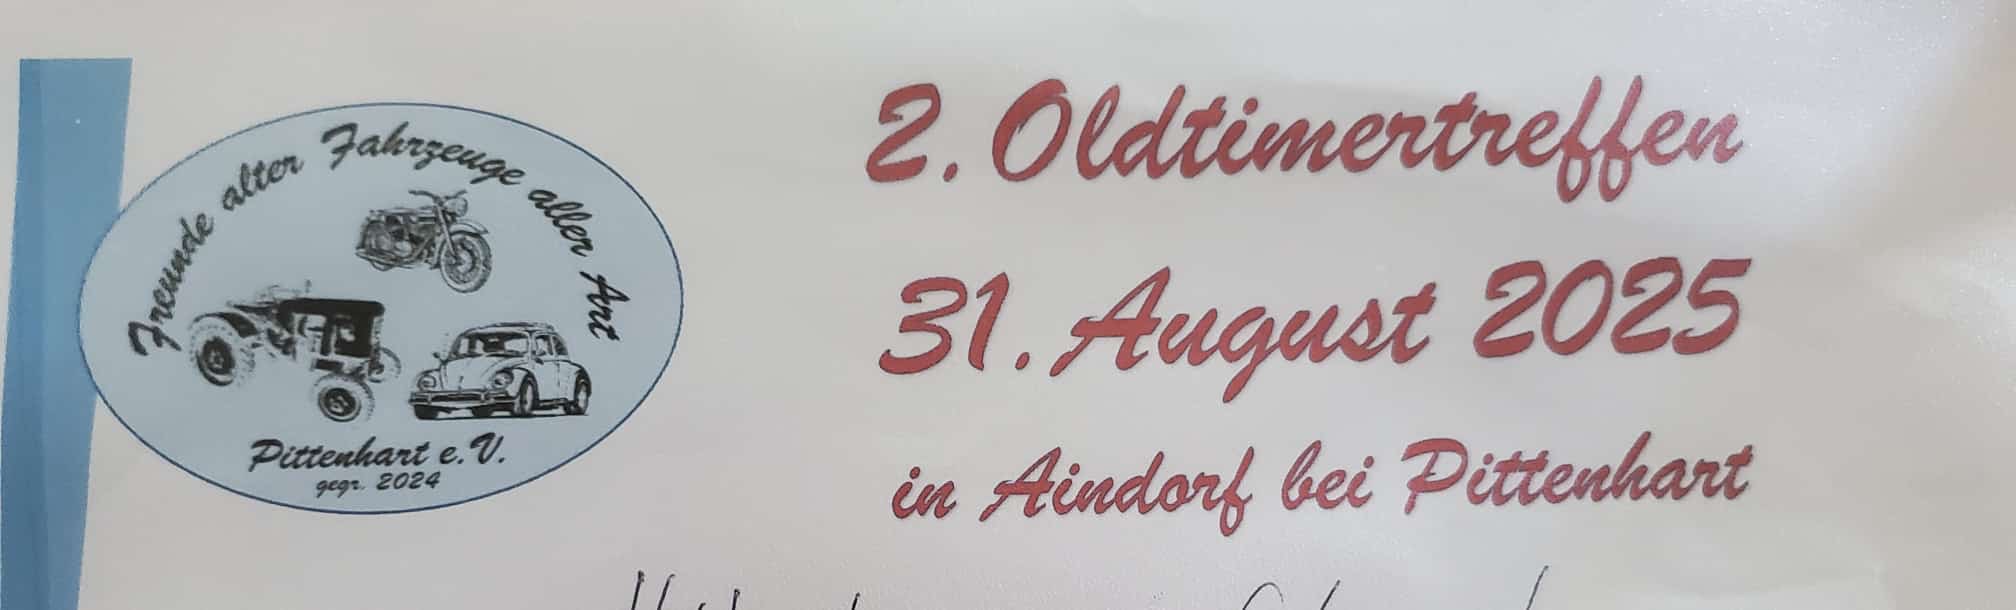 Freunde alter Fahrzeuge aller Art
Pittenhart e.V.
gegr. 2024
2. Oldtimertreffen
31. August 2025
in Aindorf bei Pittenhart